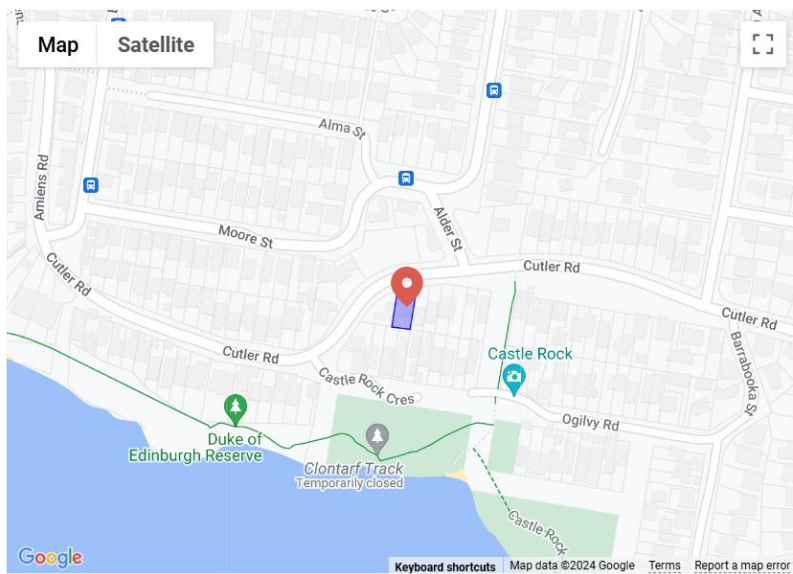 Map
Satellite
Alma St
Amiens Rd
Moore St
Alder St
Cutler Rd
Cutler Rd
Cutler Rd
Cutler Rd
Barrabooka St
Castle Rock
Castle Rock Cres
Ogilvy Rd
Duke of
Edinburgh Reserve
Clontarf Track
Temporarily closed
Castle Rock
Google
Keyboard shortcuts
Map data ©2024 Google
Terms
Report a map error